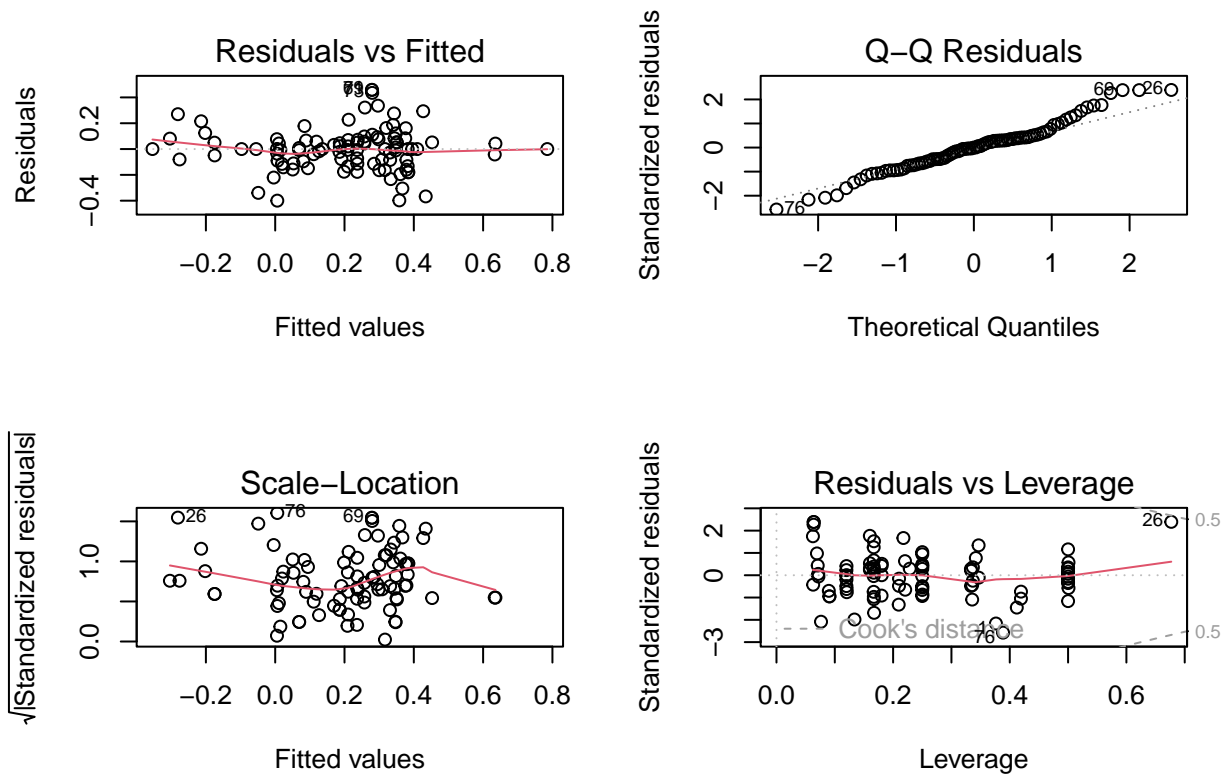 Residuals vs Fitted
Residuals
0.2
−0.4
69
73
−0.2 0.0 0.2 0.4 0.6 0.8
Fitted values
Q−Q Residuals
Standardized residuals
2
0
−2
69
26
76
−2 −1 0 1 2
Theoretical Quantiles
Scale−Location
√|Standardized residuals|
1.0
0.0
26
76
69
−0.2 0.0 0.2 0.4 0.6 0.8
Fitted values
Residuals vs Leverage
Standardized residuals
2
0
−3
26
1
76
Cook's distance
0.5
0.5
0.0 0.2 0.4 0.6
Leverage